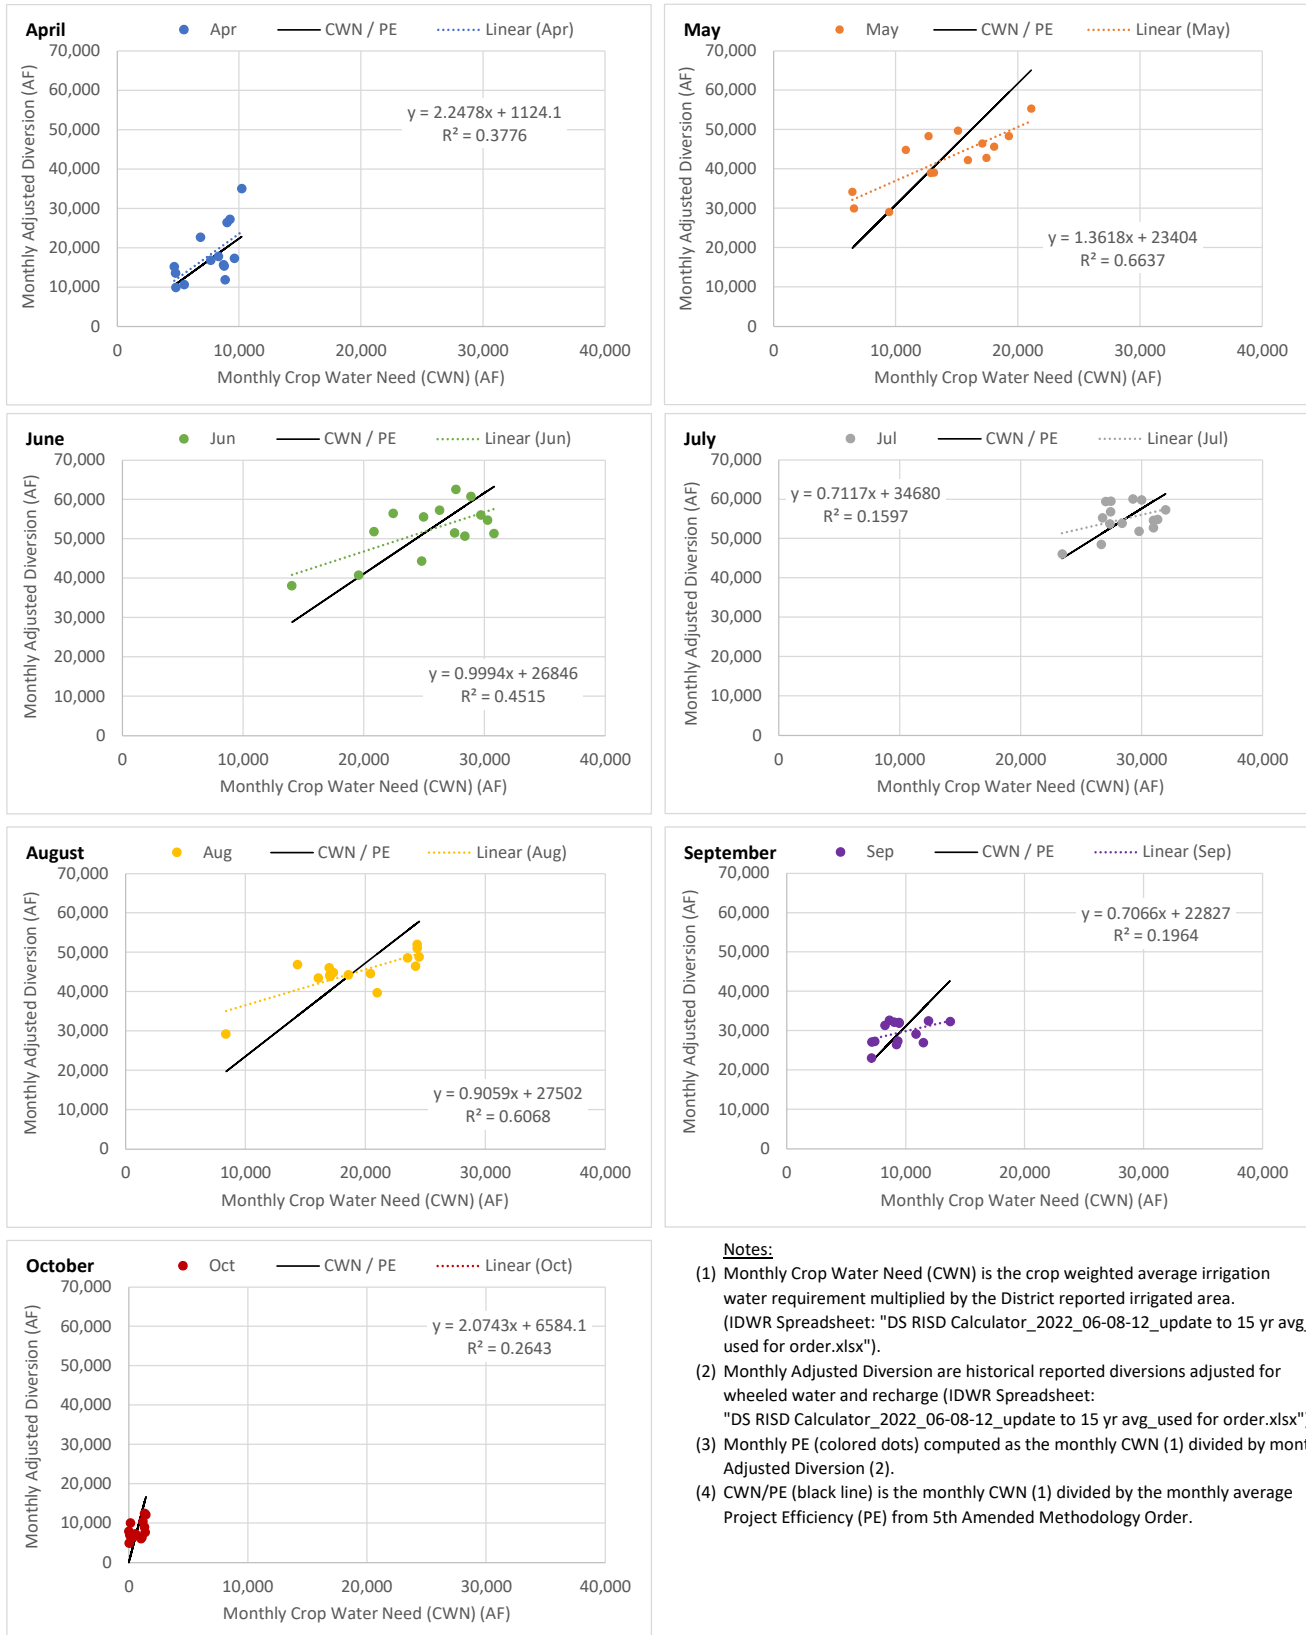 April
Apr
CWN / PE
Linear (Apr)
70,000
60,000
50,000
40,000
30,000
20,000
10,000
0
Monthly Adjusted Diversion (AF)
y = 2.2478x + 1124.1
R² = 0.3776
0 10,000 20,000 30,000 40,000
Monthly Crop Water Need (CWN) (AF)
May
May
CWN / PE
Linear (May)
70,000
60,000
50,000
40,000
30,000
20,000
10,000
0
Monthly Adjusted Diversion (AF)
y = 1.3618x + 23404
R² = 0.6637
0 10,000 20,000 30,000 40,000
Monthly Crop Water Need (CWN) (AF)
June
Jun
CWN / PE
Linear (Jun)
70,000
60,000
50,000
40,000
30,000
20,000
10,000
0
Monthly Adjusted Diversion (AF)
y = 0.9994x + 26846
R² = 0.4515
0 10,000 20,000 30,000 40,000
Monthly Crop Water Need (CWN) (AF)
July
Jul
CWN / PE
Linear (Jul)
70,000
60,000
50,000
40,000
30,000
20,000
10,000
0
Monthly Adjusted Diversion (AF)
y = 0.7117x + 34680
R² = 0.1597
0 10,000 20,000 30,000 40,000
Monthly Crop Water Need (CWN) (AF)
August
Aug
CWN / PE
Linear (Aug)
70,000
60,000
50,000
40,000
30,000
20,000
10,000
0
Monthly Adjusted Diversion (AF)
y = 0.9059x + 27502
R² = 0.6068
0 10,000 20,000 30,000 40,000
Monthly Crop Water Need (CWN) (AF)
September
Sep
CWN / PE
Linear (Sep)
70,000
60,000
50,000
40,000
30,000
20,000
10,000
0
Monthly Adjusted Diversion (AF)
y = 0.7066x + 22827
R² = 0.1964
0 10,000 20,000 30,000 40,000
Monthly Crop Water Need (CWN) (AF)
October
Oct
CWN / PE
Linear (Oct)
70,000
60,000
50,000
40,000
30,000
20,000
10,000
0
Monthly Adjusted Diversion (AF)
y = 2.0743x + 6584.1
R² = 0.2643
0 10,000 20,000 30,000 40,000
Monthly Crop Water Need (CWN) (AF)
Notes:
(1) Monthly Crop Water Need (CWN) is the crop weighted average irrigation
water requirement multiplied by the District reported irrigated area.
(IDWR Spreadsheet: "DS RISD Calculator_2022_06-08-12_update to 15 yr avg_
used for order.xlsx").
(2) Monthly Adjusted Diversion are historical reported diversions adjusted for
wheeled water and recharge (IDWR Spreadsheet:
"DS RISD Calculator_2022_06-08-12_update to 15 yr avg_used for order.xlsx")
(3) Monthly PE (colored dots) computed as the monthly CWN (1) divided by mont
Adjusted Diversion (2).
(4) CWN/PE (black line) is the monthly CWN (1) divided by the monthly average
Project Efficiency (PE) from 5th Amended Methodology Order.